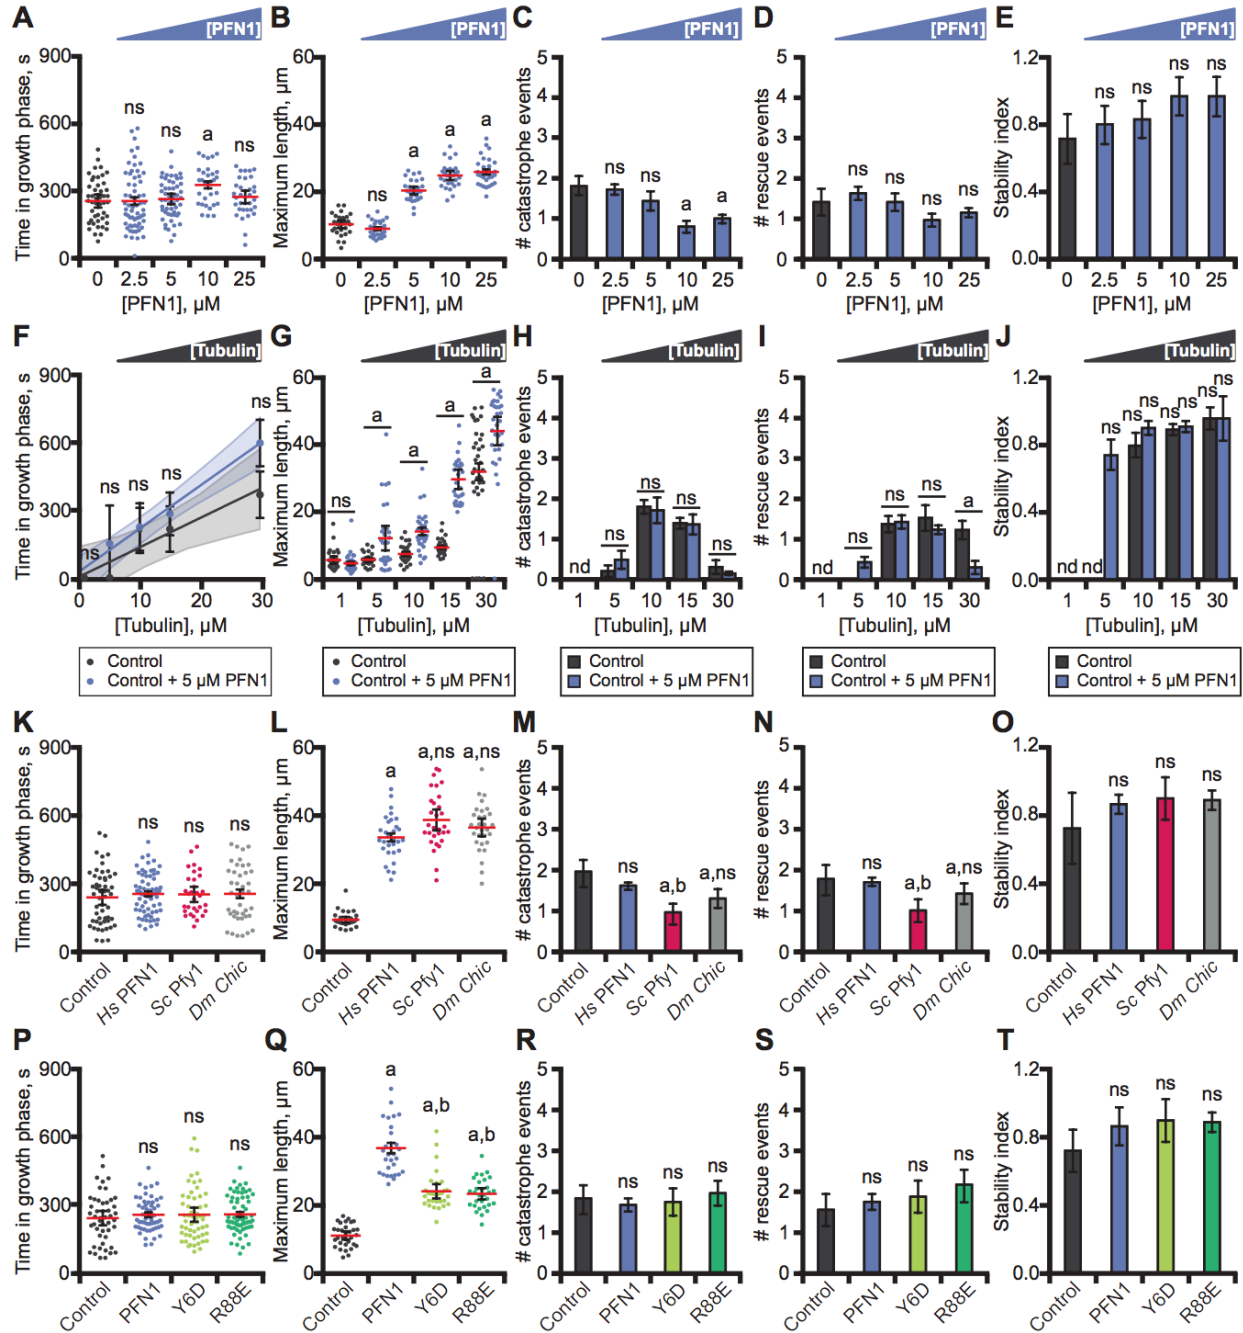 A
[PFN1]
Time in growth phase, s
900
600
300
0
ns
ns
a
ns
0 2.5 5 10 25
[PFN1], µM
B
[PFN1]
Maximum length, µm
60
40
20
0
ns
a
a
a
0 2.5 5 10 25
[PFN1], µM
C
# catastrophe events
5
4
3
2
1
0
ns
ns
a
a
0 2.5 5 10 25
[PFN1], µM
D
[PFN1]
# rescue events
5
4
3
2
1
0
ns
ns
ns
ns
0 2.5 5 10 25
[PFN1], µM
E
[PFN1]
Stability index
1.2
0.8
0.4
0.0
ns
ns
ns
ns
0 2.5 5 10 25
[PFN1], µM
F
[Tubulin]
Time in growth phase, s
900
600
300
0
ns
ns
ns
ns
ns
0 10 20 30
[Tubulin], µM
Control
Control + 5 µM PFN1
G
[Tubulin]
Maximum length, µm
60
40
20
0
ns
a
a
a
a
1 5 10 15 30
[Tubulin], µM
Control
Control + 5 µM PFN1
H
[Tubulin]
# catastrophe events
5
4
3
2
1
0
nd
ns
ns
ns
ns
1 5 10 15 30
[Tubulin], µM
Control
Control + 5 µM PFN1
I
[Tubulin]
# rescue events
5
4
3
2
1
0
nd
ns
ns
ns
a
1 5 10 15 30
[Tubulin], µM
Control
Control + 5 µM PFN1
J
[Tubulin]
Stability index
1.2
0.8
0.4
0.0
nd nd
ns
ns ns
ns ns
ns ns
1 5 10 15 30
[Tubulin], µM
Control
Control + 5 µM PFN1
K
Time in growth phase, s
900
600
300
0
ns
ns
ns
Control
Hs PFN1
Sc Pfy1
Dm Chic
L
Maximum length, µm
60
40
20
0
a
a,ns
a,ns
Control
Hs PFN1
Sc Pfy1
Dm Chic
M
# catastrophe events
5
4
3
2
1
0
ns
a,b
a,ns
Control
Hs PFN1
Sc Pfy1
Dm Chic
N
# rescue events
5
4
3
2
1
0
ns
a,b
a,ns
Control
Hs PFN1
Sc Pfy1
Dm Chic
O
Stability index
1.2
0.8
0.4
0.0
ns
ns
ns
Control
Hs PFN1
Sc Pfy1
Dm Chic
P
Time in growth phase, s
900
600
300
0
ns
ns
ns
Control
PFN1
Y6D
R88E
Q
Maximum length, µm
60
40
20
0
a
a,b
a,b
Control
PFN1
Y6D
R88E
R
# catastrophe events
5
4
3
2
1
0
ns
ns
ns
Control
PFN1
Y6D
R88E
S
# rescue events
5
4
3
2
1
0
ns
ns
ns
Control
PFN1
Y6D
R88E
T
Stability index
1.2
0.8
0.4
0.0
ns
ns
ns
Control
PFN1
Y6D
R88E